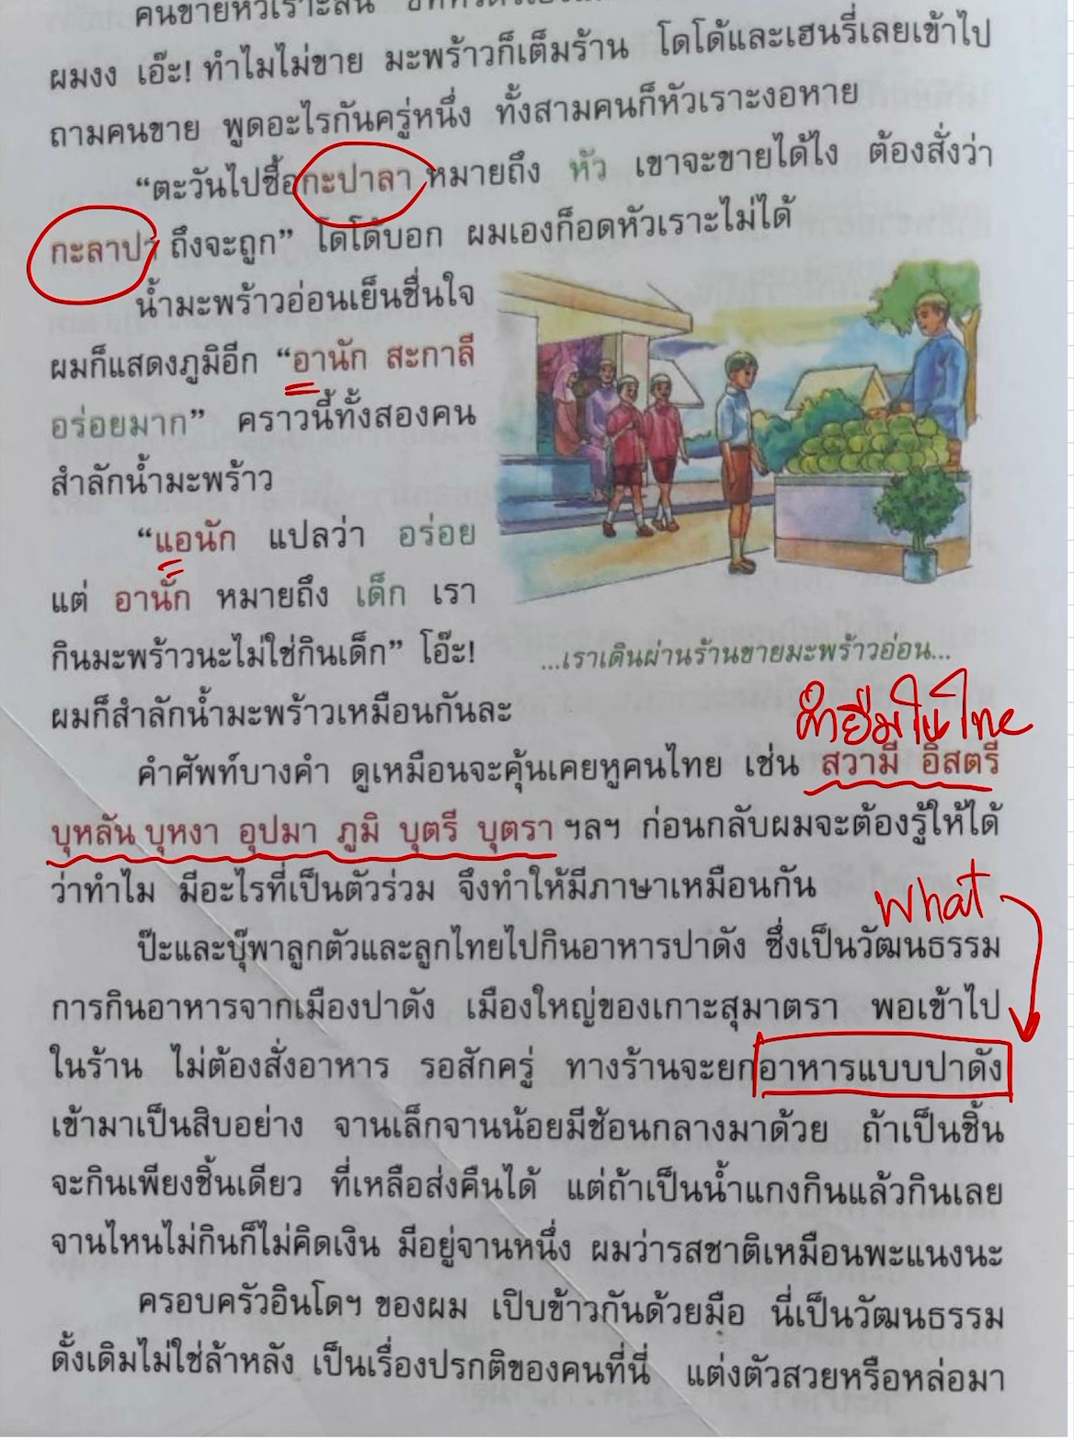 คนขายหัวเราะลั่น
ผมงง เอ๊ะ! ทำไมไม่ขาย มะพร้าวก็เต็มร้าน โดโด้และเฮนรี่เลยเข้าไป
ถามคนขาย พูดอะไรกันครู่หนึ่ง ทั้งสามคนก็หัวเราะงอหาย
“ตะวันไปซื้อกะปาลา หมายถึง หัว เขาจะขายได้ไง ต้องสั่งว่า
กะลาปา ถึงจะถูก” โดโด้บอก ผมเองก็อดหัวเราะไม่ได้
น้ำมะพร้าวอ่อนเย็นชื่นใจ
ผมก็แสดงภูมิอีก “อานัก สะกาลี
อร่อยมาก” คราวนี้ทั้งสองคน
สำลักน้ำมะพร้าว
“แอนัก แปลว่า อร่อย
แต่ อานัก หมายถึง เด็ก เรา
กินมะพร้าวนะไม่ใช่กินเด็ก” โอ๊ะ!
ผมก็สำลักน้ำมะพร้าวเหมือนกันละ
...เราเดินผ่านร้านขายมะพร้าวอ่อน...
คำยืมในไทย
คำศัพท์บางคำ ดูเหมือนจะคุ้นเคยหูคนไทย เช่น สวามี อิสตรี
บุหลัน บุหงา อุปมา ภูมิ บุตรี บุตรา ฯลฯ ก่อนกลับผมจะต้องรู้ให้ได้
ว่าทำไม มีอะไรที่เป็นตัวร่วม จึงทำให้มีภาษาเหมือนกัน
what
ป๊ะและบุ๊พาลูกตัวและลูกไทยไปกินอาหารปาดัง ซึ่งเป็นวัฒนธรรม
การกินอาหารจากเมืองปาดัง เมืองใหญ่ของเกาะสุมาตรา พอเข้าไป
ในร้าน ไม่ต้องสั่งอาหาร รอสักครู่ ทางร้านจะยกอาหารแบบปาดัง
เข้ามาเป็นสิบอย่าง จานเล็กจานน้อยมีช้อนกลางมาด้วย ถ้าเป็นชิ้น
จะกินเพียงชิ้นเดียว ที่เหลือส่งคืนได้ แต่ถ้าเป็นน้ำแกงกินแล้วกินเลย
จานไหนไม่กินก็ไม่คิดเงิน มีอยู่จานหนึ่ง ผมว่ารสชาติเหมือนพะแนงนะ
ครอบครัวอินโดฯ ของผม เปิบข้าวกันด้วยมือ นี่เป็นวัฒนธรรม
ดั้งเดิมไม่ใช่ล้าหลัง เป็นเรื่องปรกติของคนที่นี่ แต่งตัวสวยหรือหล่อมา